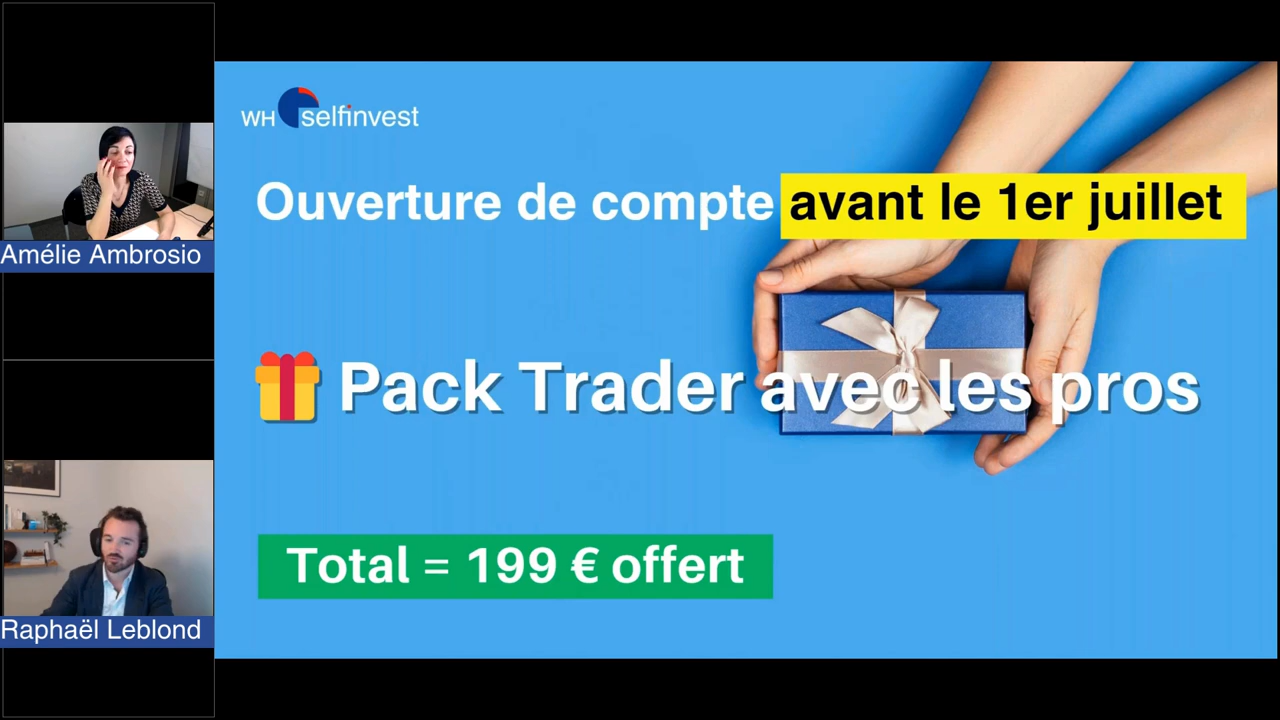 WH selfinvest
Ouverture de compte avant le 1er juillet
Pack Trader avec les pros
Total = 199 € offert
Amélie Ambrosio
Raphaël Leblond